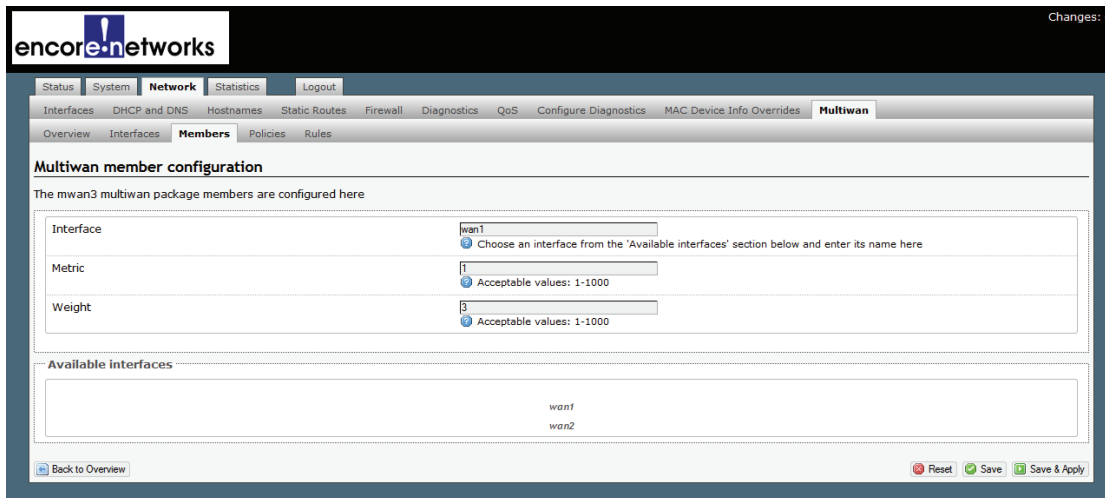 Changes:
encore!networks
Status System Network Statistics Logout
Interfaces DHCP and DNS Hostnames Static Routes Firewall Diagnostics QoS Configure Diagnostics MAC Device Info Overrides Multiwan
Overview Interfaces Members Policies Rules
Multiwan member configuration
The mwan3 multiwan package members are configured here
Interface wan1
Choose an interface from the 'Available interfaces' section below and enter its name here
Metric 1
Acceptable values: 1-1000
Weight 3
Acceptable values: 1-1000
Available interfaces
wan1
wan2
Back to Overview Reset Save Save & Apply